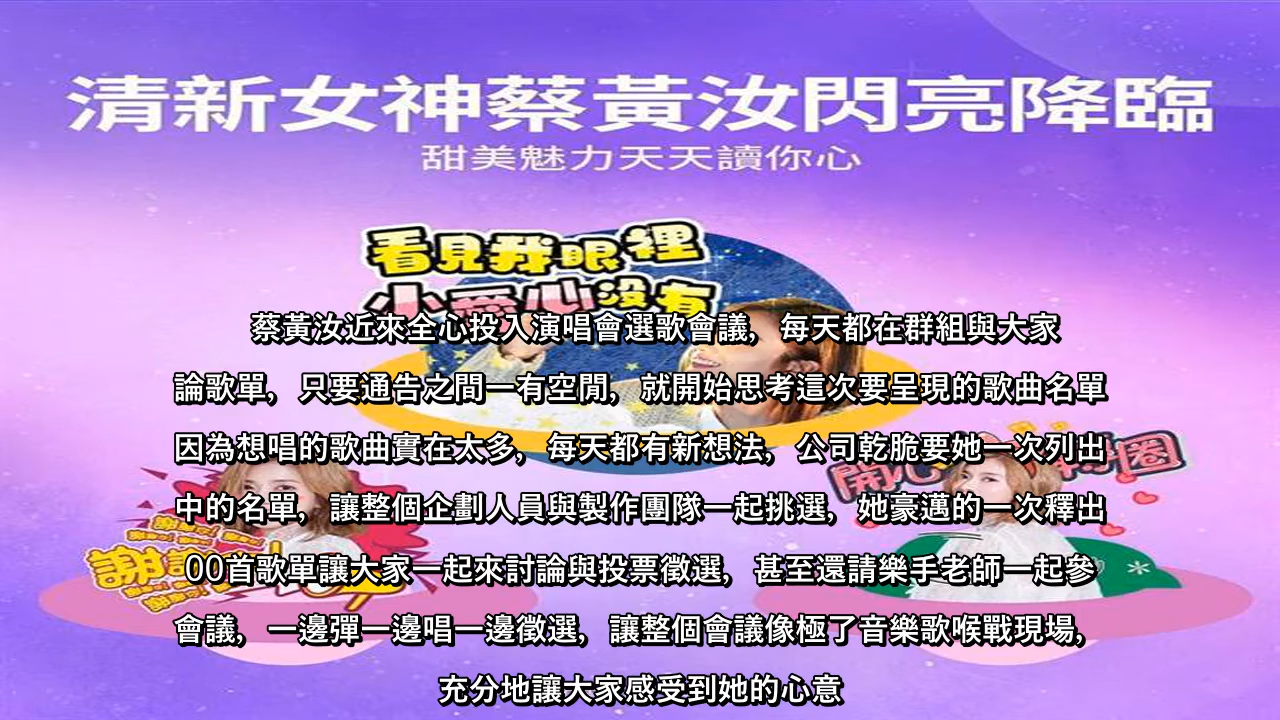 清新女神蔡黃汝閃亮降臨
甜美魅力天天讀你心
看見我眼裡
小愛心沒有
蔡黃汝近來全心投入演唱會選歌會議，每天都在群組與大家
論歌單，只要通告之間一有空閒，就開始思考這次要呈現的歌曲名單
因為想唱的歌曲實在太多，每天都有新想法，公司乾脆要她一次列出
開心
圈
中的名單，讓整個企劃人員與製作團隊一起挑選，她豪邁的一次釋出
謝
00首歌單讓大家一起來討論與投票徵選，甚至還請樂手老師一起參
會議，一邊彈一邊唱一邊徵選，讓整個會議像極了音樂歌喉戰現場，
充分地讓大家感受到她的心意